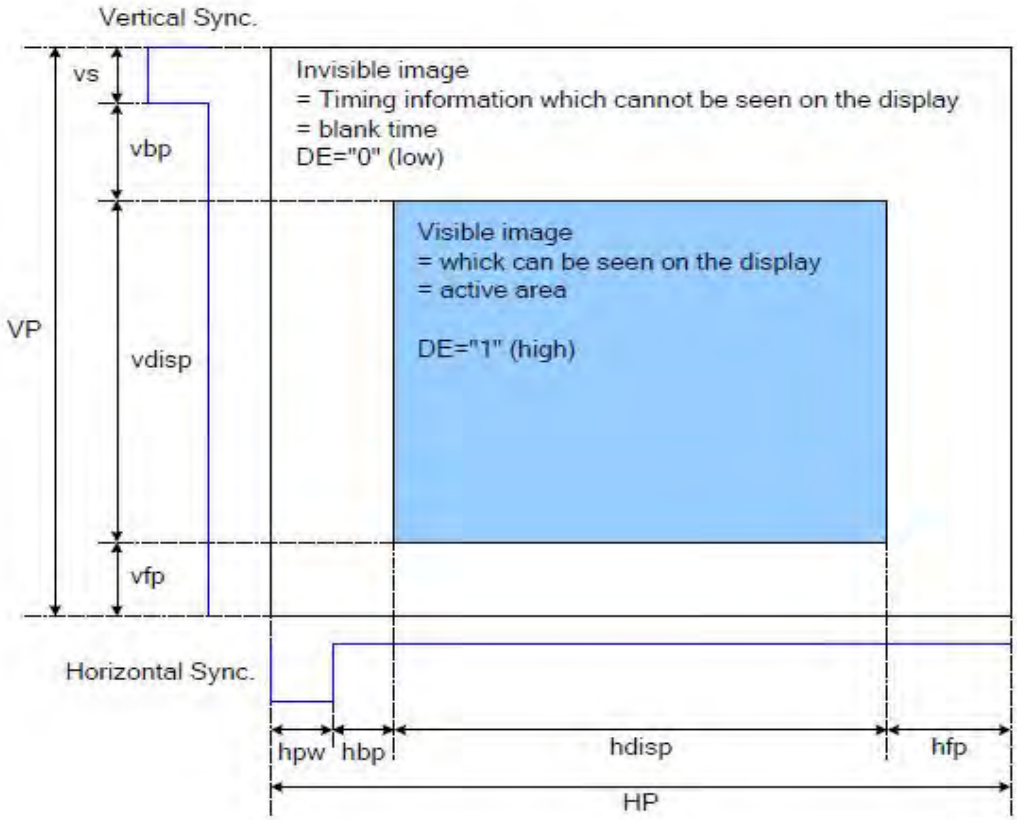 Vertical Sync.
vs
Invisible image
= Timing information which cannot be seen on the display
= blank time
DE="0" (low)
vbp
Visible image
= whick can be seen on the display
= active area
DE="1" (high)
VP
vdisp
vfp
Horizontal Sync.
hpw
hbp
hdisp
hfp
HP